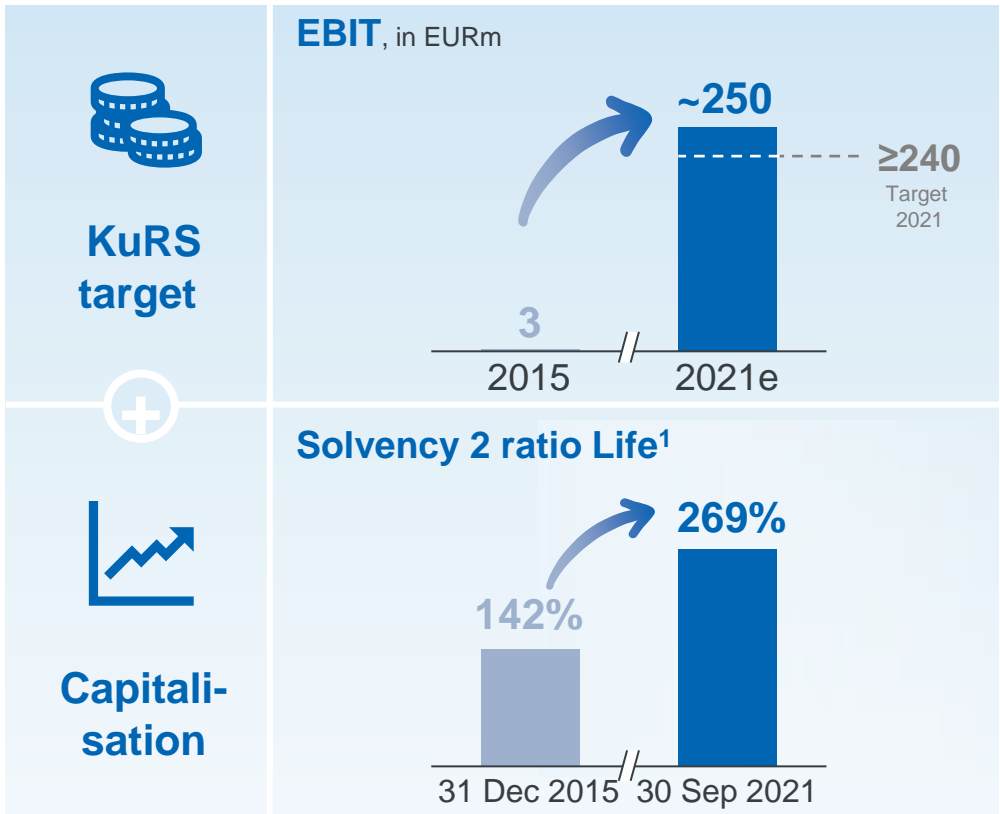 KuRS
target
EBIT, in EURm
~250
≥240
Target
2021
3
2015
2021e
Capitali-
sation
Solvency 2 ratio Life¹
269%
142%
31 Dec 2015
30 Sep 2021